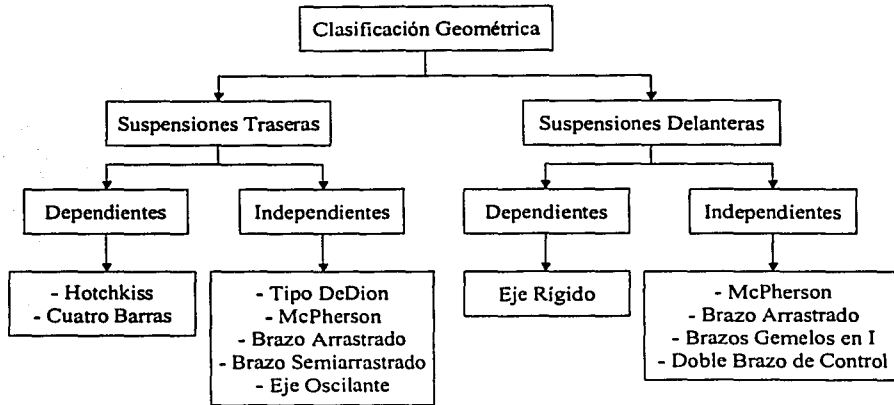 Clasificación Geométrica
Suspensiones Traseras
Suspensiones Delanteras
Dependientes
Independientes
Dependientes
Independientes
- Hotchkiss
- Cuatro Barras
- Tipo DeDion
- McPherson
- Brazo Arrastrado
- Brazo Semiarrastrado
- Eje Oscilante
Eje Rígido
- McPherson
- Brazo Arrastrado
- Brazos Gemelos en I
- Doble Brazo de Control